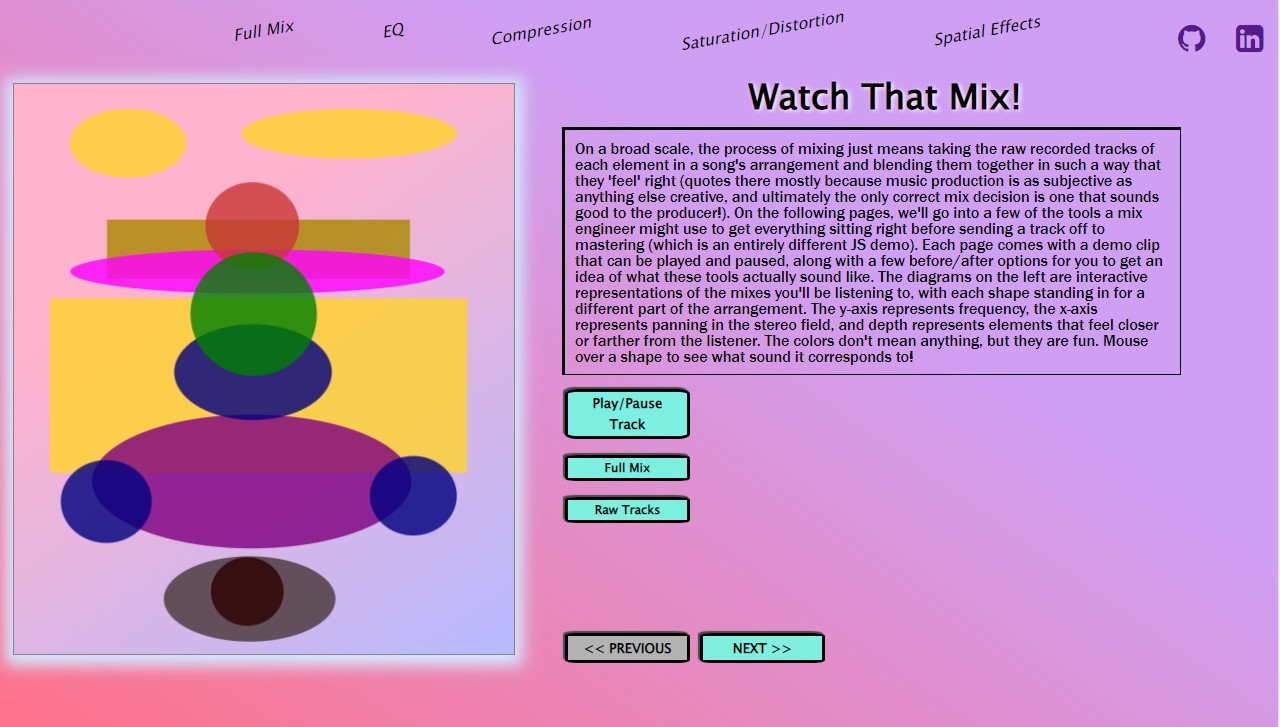 Full Mix
EQ
Compression
Saturation/Distortion
Spatial Effects
Watch That Mix!
On a broad scale, the process of mixing just means taking the raw recorded tracks of
each element in a song's arrangement and blending them together in such a way that
they 'feel' right (quotes there mostly because music production is as subjective as
anything else creative, and ultimately the only correct mix decision is one that sounds
good to the producer!). On the following pages, we'll go into a few of the tools a mix
engineer might use to get everything sitting right before sending a track off to
mastering (which is an entirely different JS demo). Each page comes with a demo clip
that can be played and paused, along with a few before/after options for you to get an
idea of what these tools actually sound like. The diagrams on the left are interactive
representations of the mixes you'll be listening to, with each shape standing in for a
different part of the arrangement. The y-axis represents frequency, the x-axis
represents panning in the stereo field, and depth represents elements that feel closer
or farther from the listener. The colors don't mean anything, but they are fun. Mouse
over a shape to see what sound it corresponds to!
Play/Pause
Track
Full Mix
Raw Tracks
<< PREVIOUS
NEXT >>
in